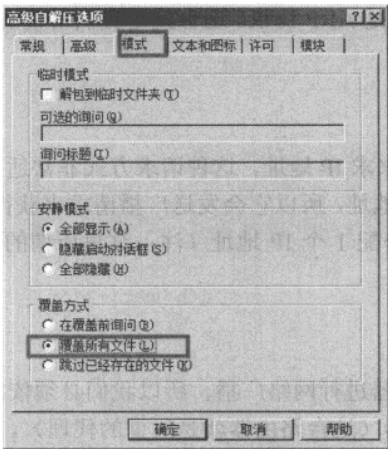 高级自解压选项
常规 高级 模式 文本和图标 许可 模块
临时模式
解包到临时文件夹(T)
可选的询问(Q)
询问标题(T)
安静模式
全部显示(A)
隐藏启动对话框(S)
全部隐藏(H)
覆盖方式
在覆盖前询问(B)
覆盖所有文件(L)
跳过已经存在的文件(K)
确定 取消 帮助